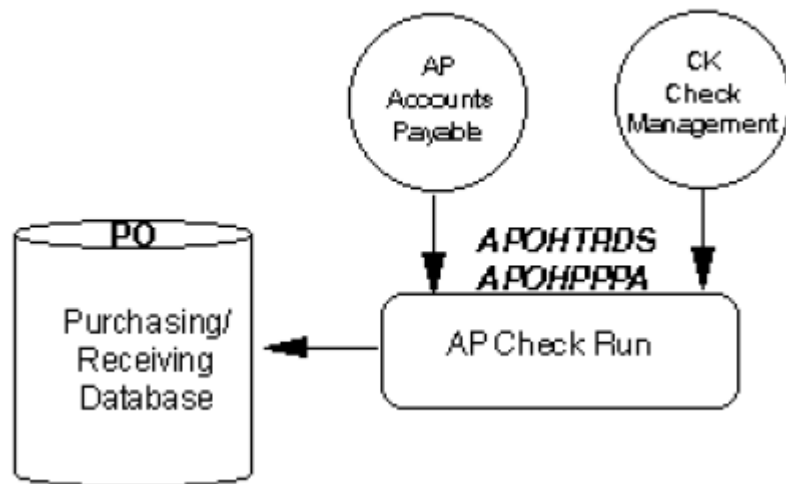 AP
Accounts
Payable
CK
Check
Management
APOHTRDS
APOHPPPA
PO
Purchasing/
Receiving
Database
AP Check Run